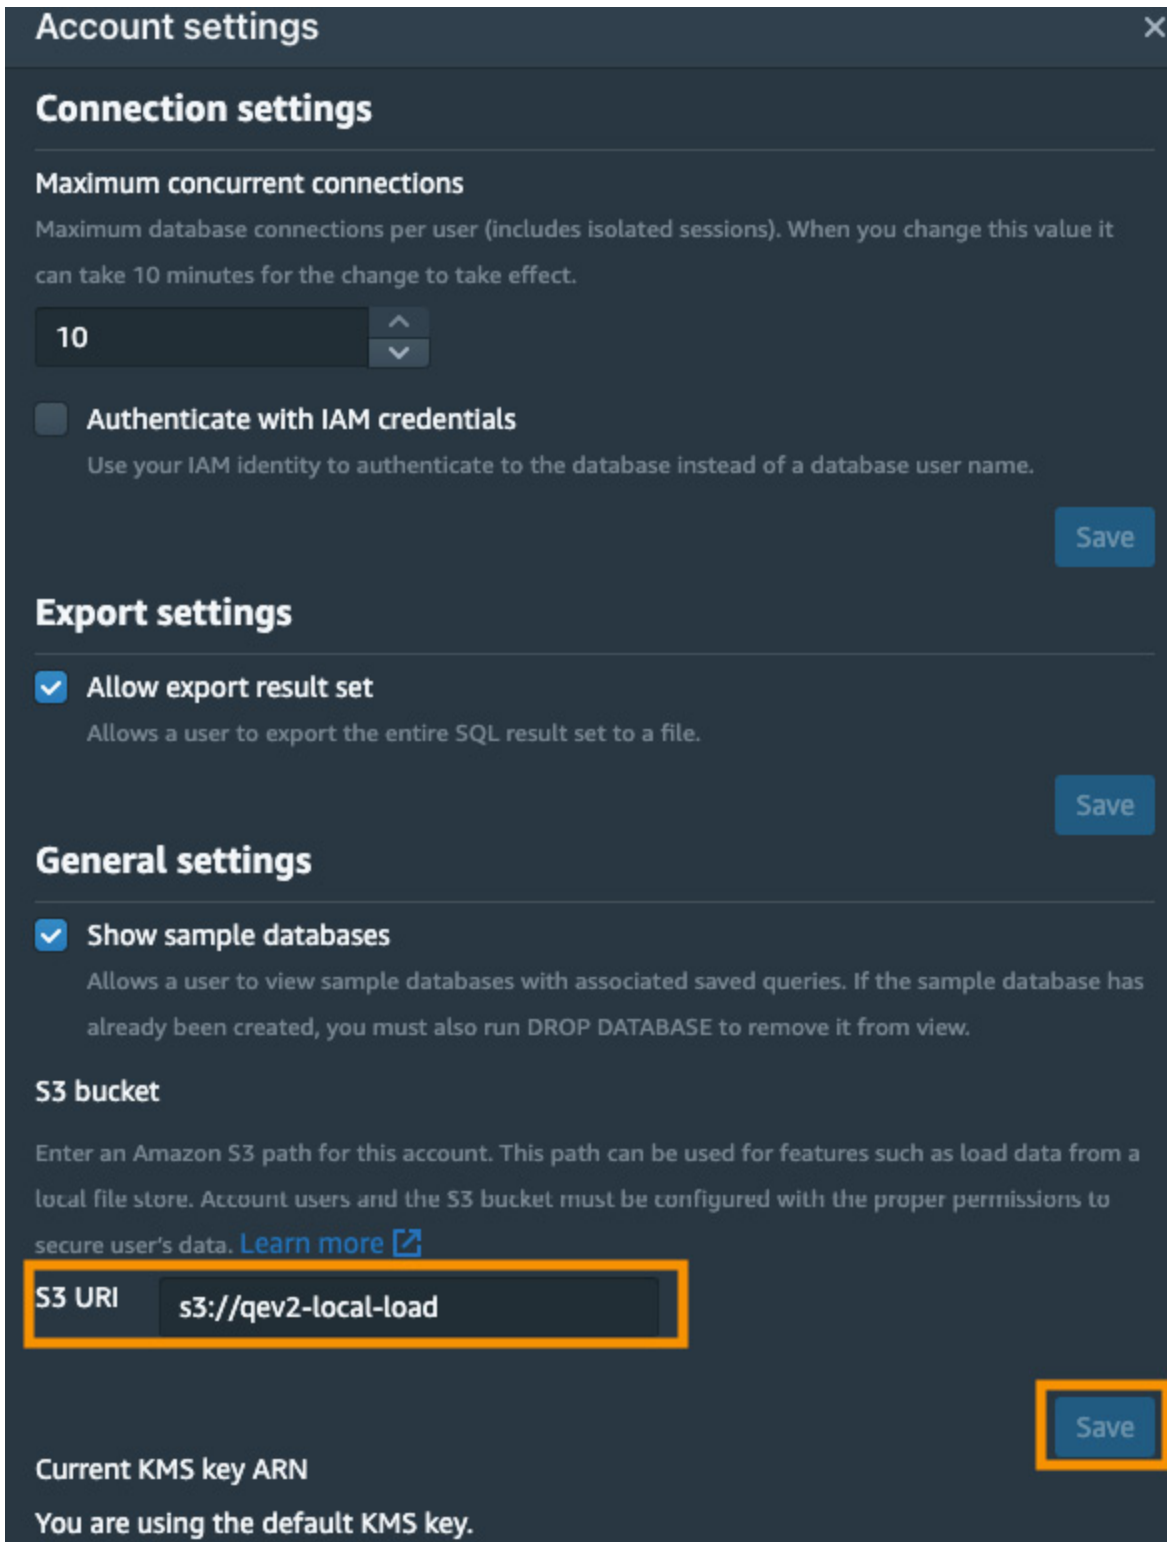 Account settings
Connection settings
Maximum concurrent connections
Maximum database connections per user (includes isolated sessions). When you change this value it
can take 10 minutes for the change to take effect.
10
Authenticate with IAM credentials
Use your IAM identity to authenticate to the database instead of a database user name.
Save
Export settings
Allow export result set
Allows a user to export the entire SQL result set to a file.
Save
General settings
Show sample databases
Allows a user to view sample databases with associated saved queries. If the sample database has
already been created, you must also run DROP DATABASE to remove it from view.
S3 bucket
Enter an Amazon S3 path for this account. This path can be used for features such as load data from a
local file store. Account users and the S3 bucket must be configured with the proper permissions to
secure user's data. Learn more
S3 URI s3://qev2-local-load
Save
Current KMS key ARN
You are using the default KMS key.